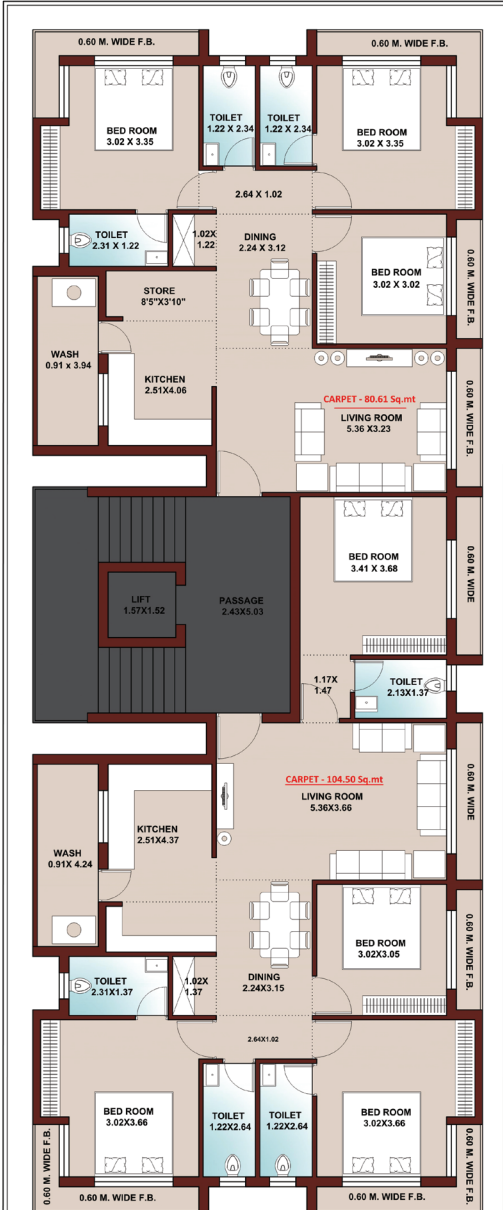 0.60 M. WIDE F.B.
0.60 M. WIDE F.B.
TOILET
1.22 X 2.34
TOILET
1.22 X 2.34
BED ROOM
3.02 X 3.35
BED ROOM
3.02 X 3.35
2.64 X 1.02
TOILET
2.31 X 1.22
1.02X
1.22
DINING
2.24 X 3.12
BED ROOM
3.02 X 3.02
0.60 M. WIDE F.B.
STORE
8'5"X3'10"
WASH
0.91 x 3.94
KITCHEN
2.51X4.06
CARPET - 80.61 Sq.mt
LIVING ROOM
5.36 X3.23
0.60 M. WIDE F.B.
BED ROOM
3.41 X 3.68
0.60 M. WIDE
LIFT
1.57X1.52
PASSAGE
2.43X5.03
1.17X
1.47
TOILET
2.13X1.37
CARPET - 104.50 Sq.mt
LIVING ROOM
5.36X3.66
0.60 M. WIDE
KITCHEN
2.51X4.37
WASH
0.91X 4.24
BED ROOM
3.02X3.05
0.60 M. WIDE F.B.
TOILET
2.31X1.37
1.02X
1.37
DINING
2.24X3.15
2.64X1.02
BED ROOM
3.02X3.66
TOILET
1.22X2.64
TOILET
1.22X2.64
BED ROOM
3.02X3.66
0.60 M. WIDE F.B.
0.60 M. WIDE F.B.
0.60 M. WIDE F.B.
0.60 M. WIDE F.B.